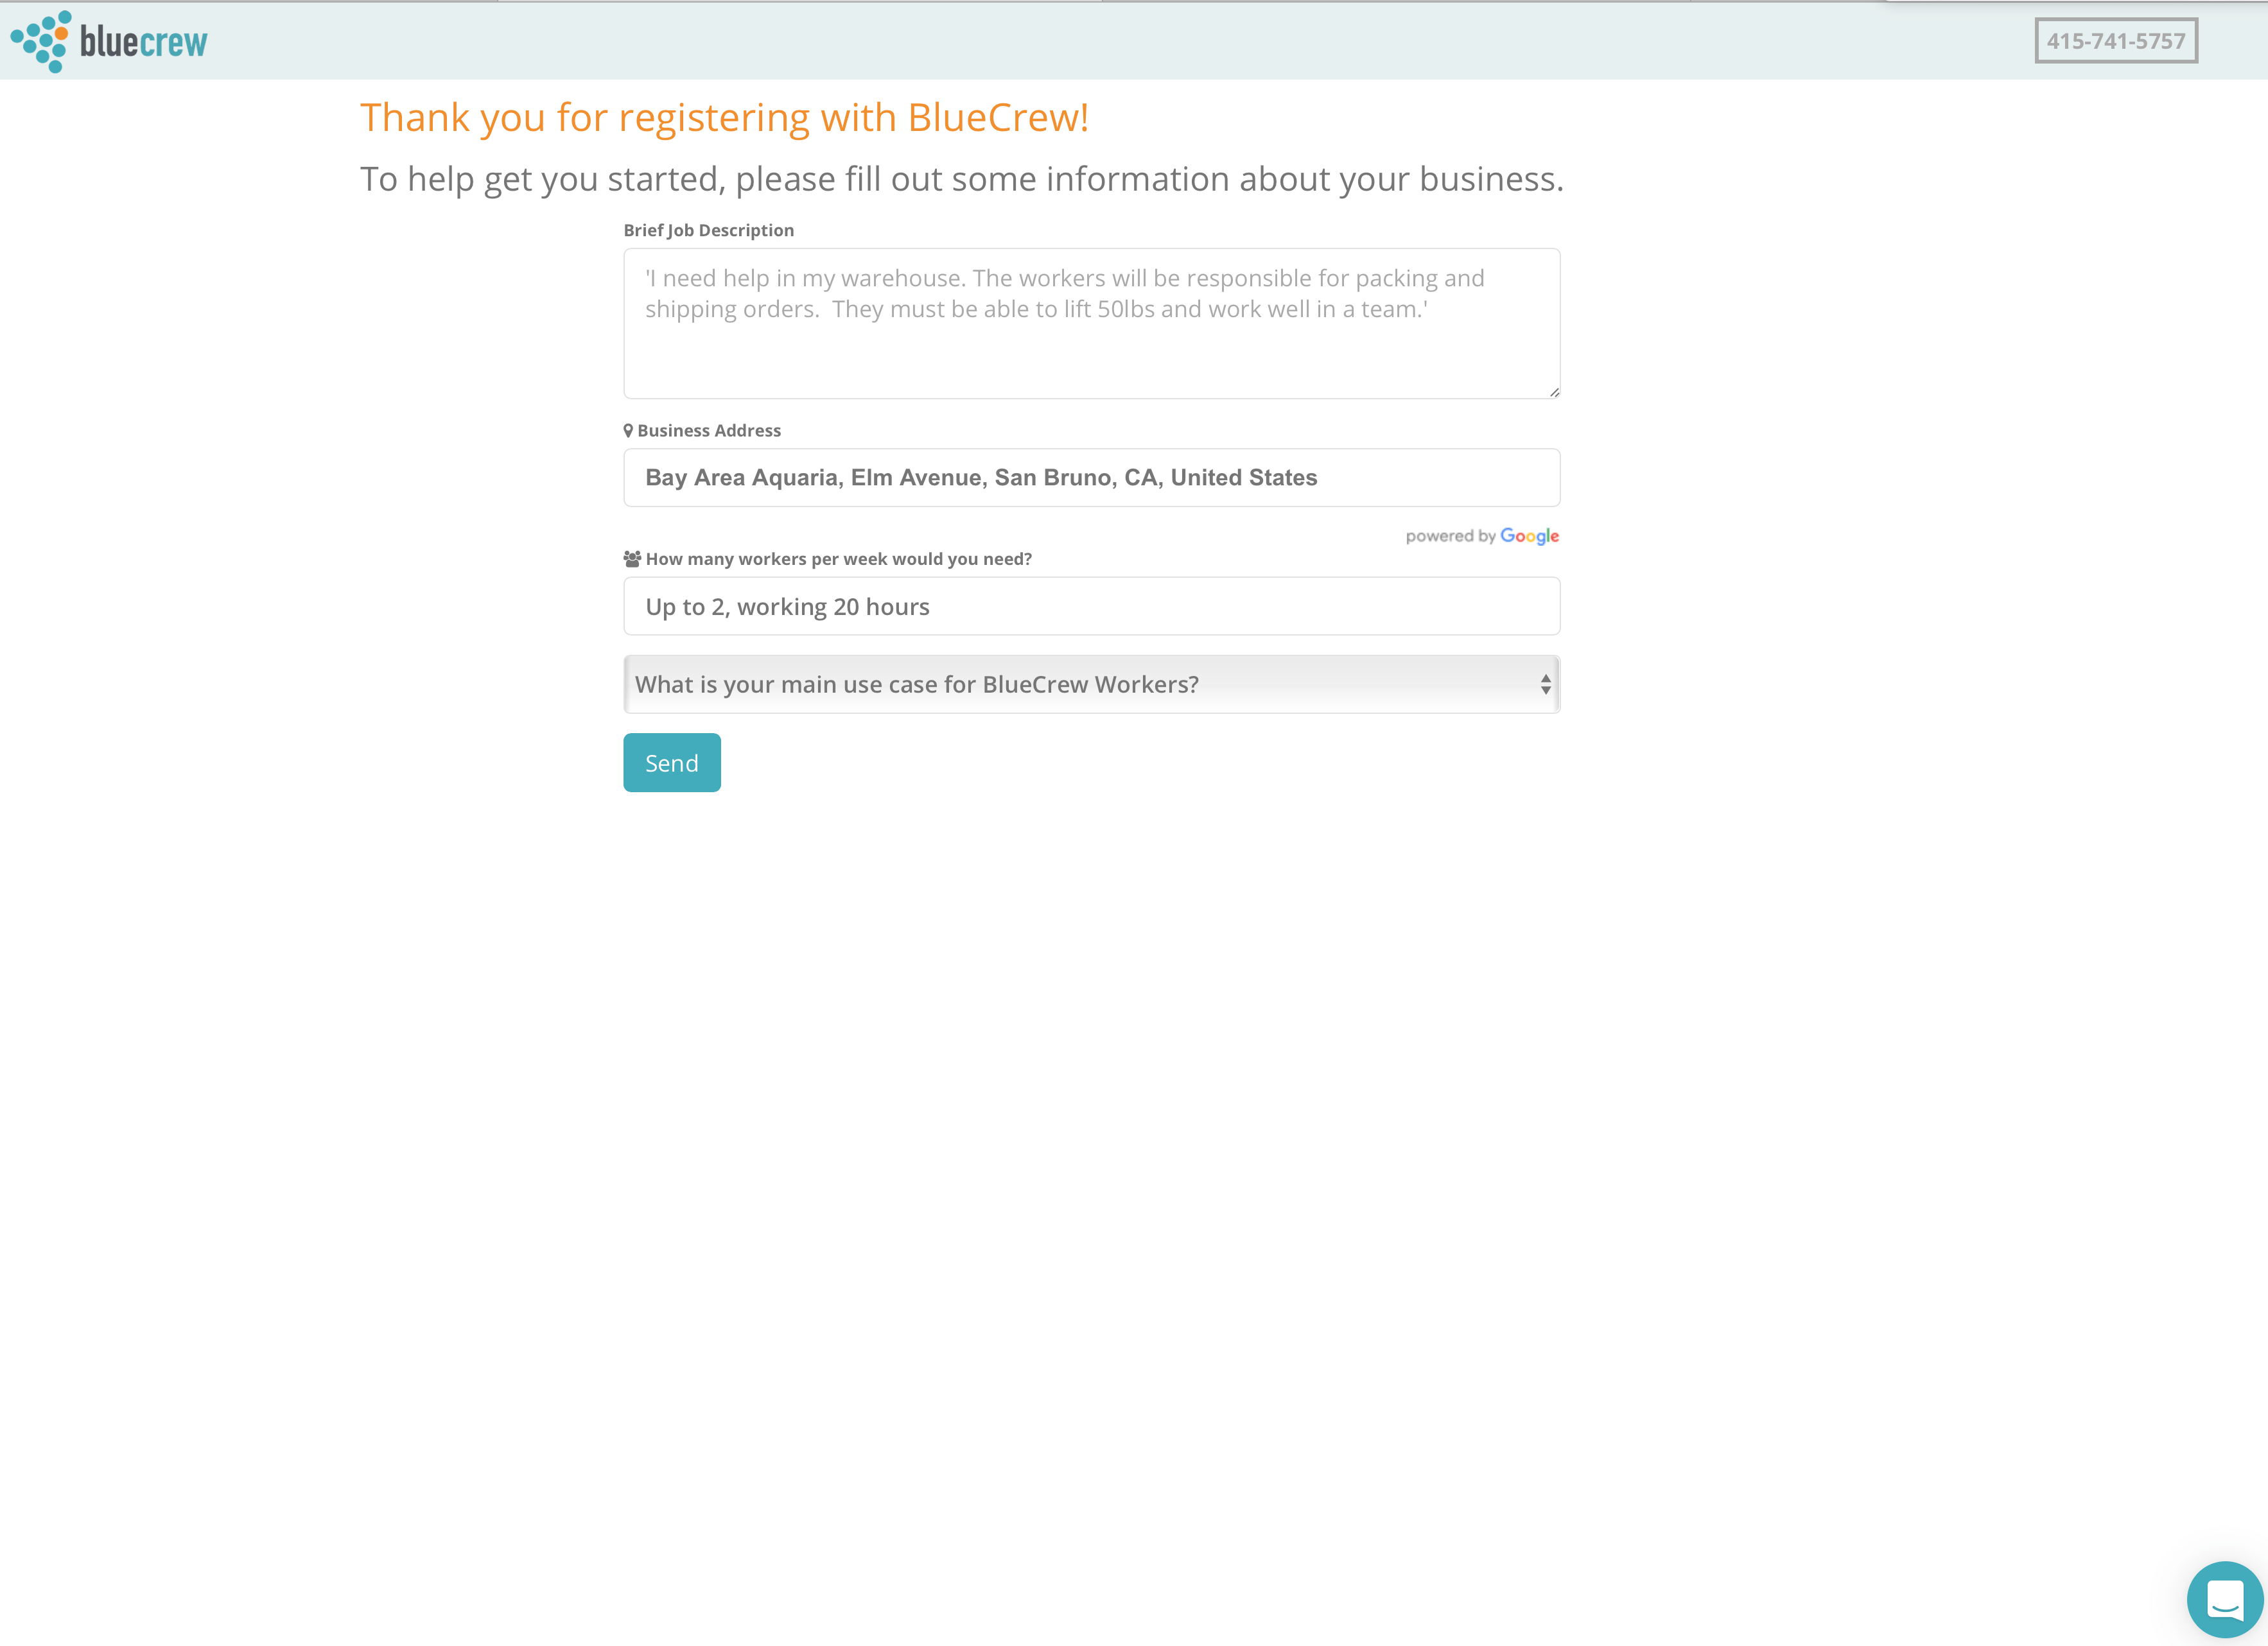 bluecrew
415-741-5757
Thank you for registering with BlueCrew!
To help get you started, please fill out some information about your business.
Brief Job Description
'I need help in my warehouse. The workers will be responsible for packing and
shipping orders.  They must be able to lift 50lbs and work well in a team.'
Business Address
Bay Area Aquaria, Elm Avenue, San Bruno, CA, United States
powered by Google
How many workers per week would you need?
Up to 2, working 20 hours
What is your main use case for BlueCrew Workers?
Send